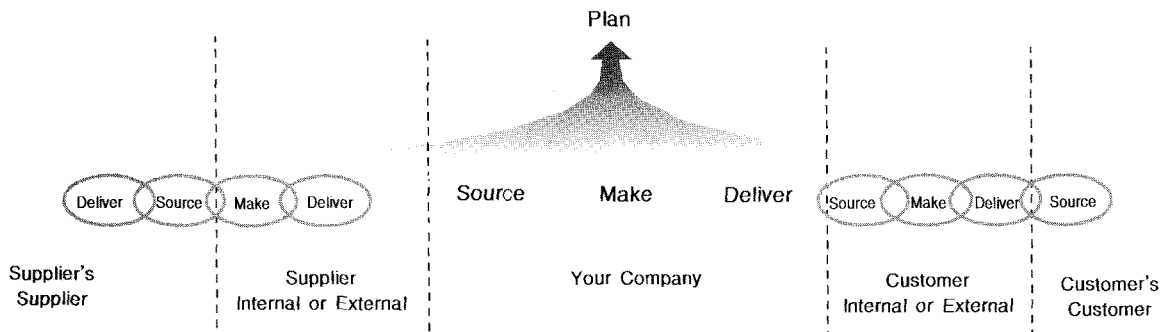 Plan
Deliver Source Make Deliver Source Make Deliver Source Make Deliver Source
Supplier's
Supplier
Supplier
Internal or External
Your Company
Customer
Internal or External
Customer's
Customer